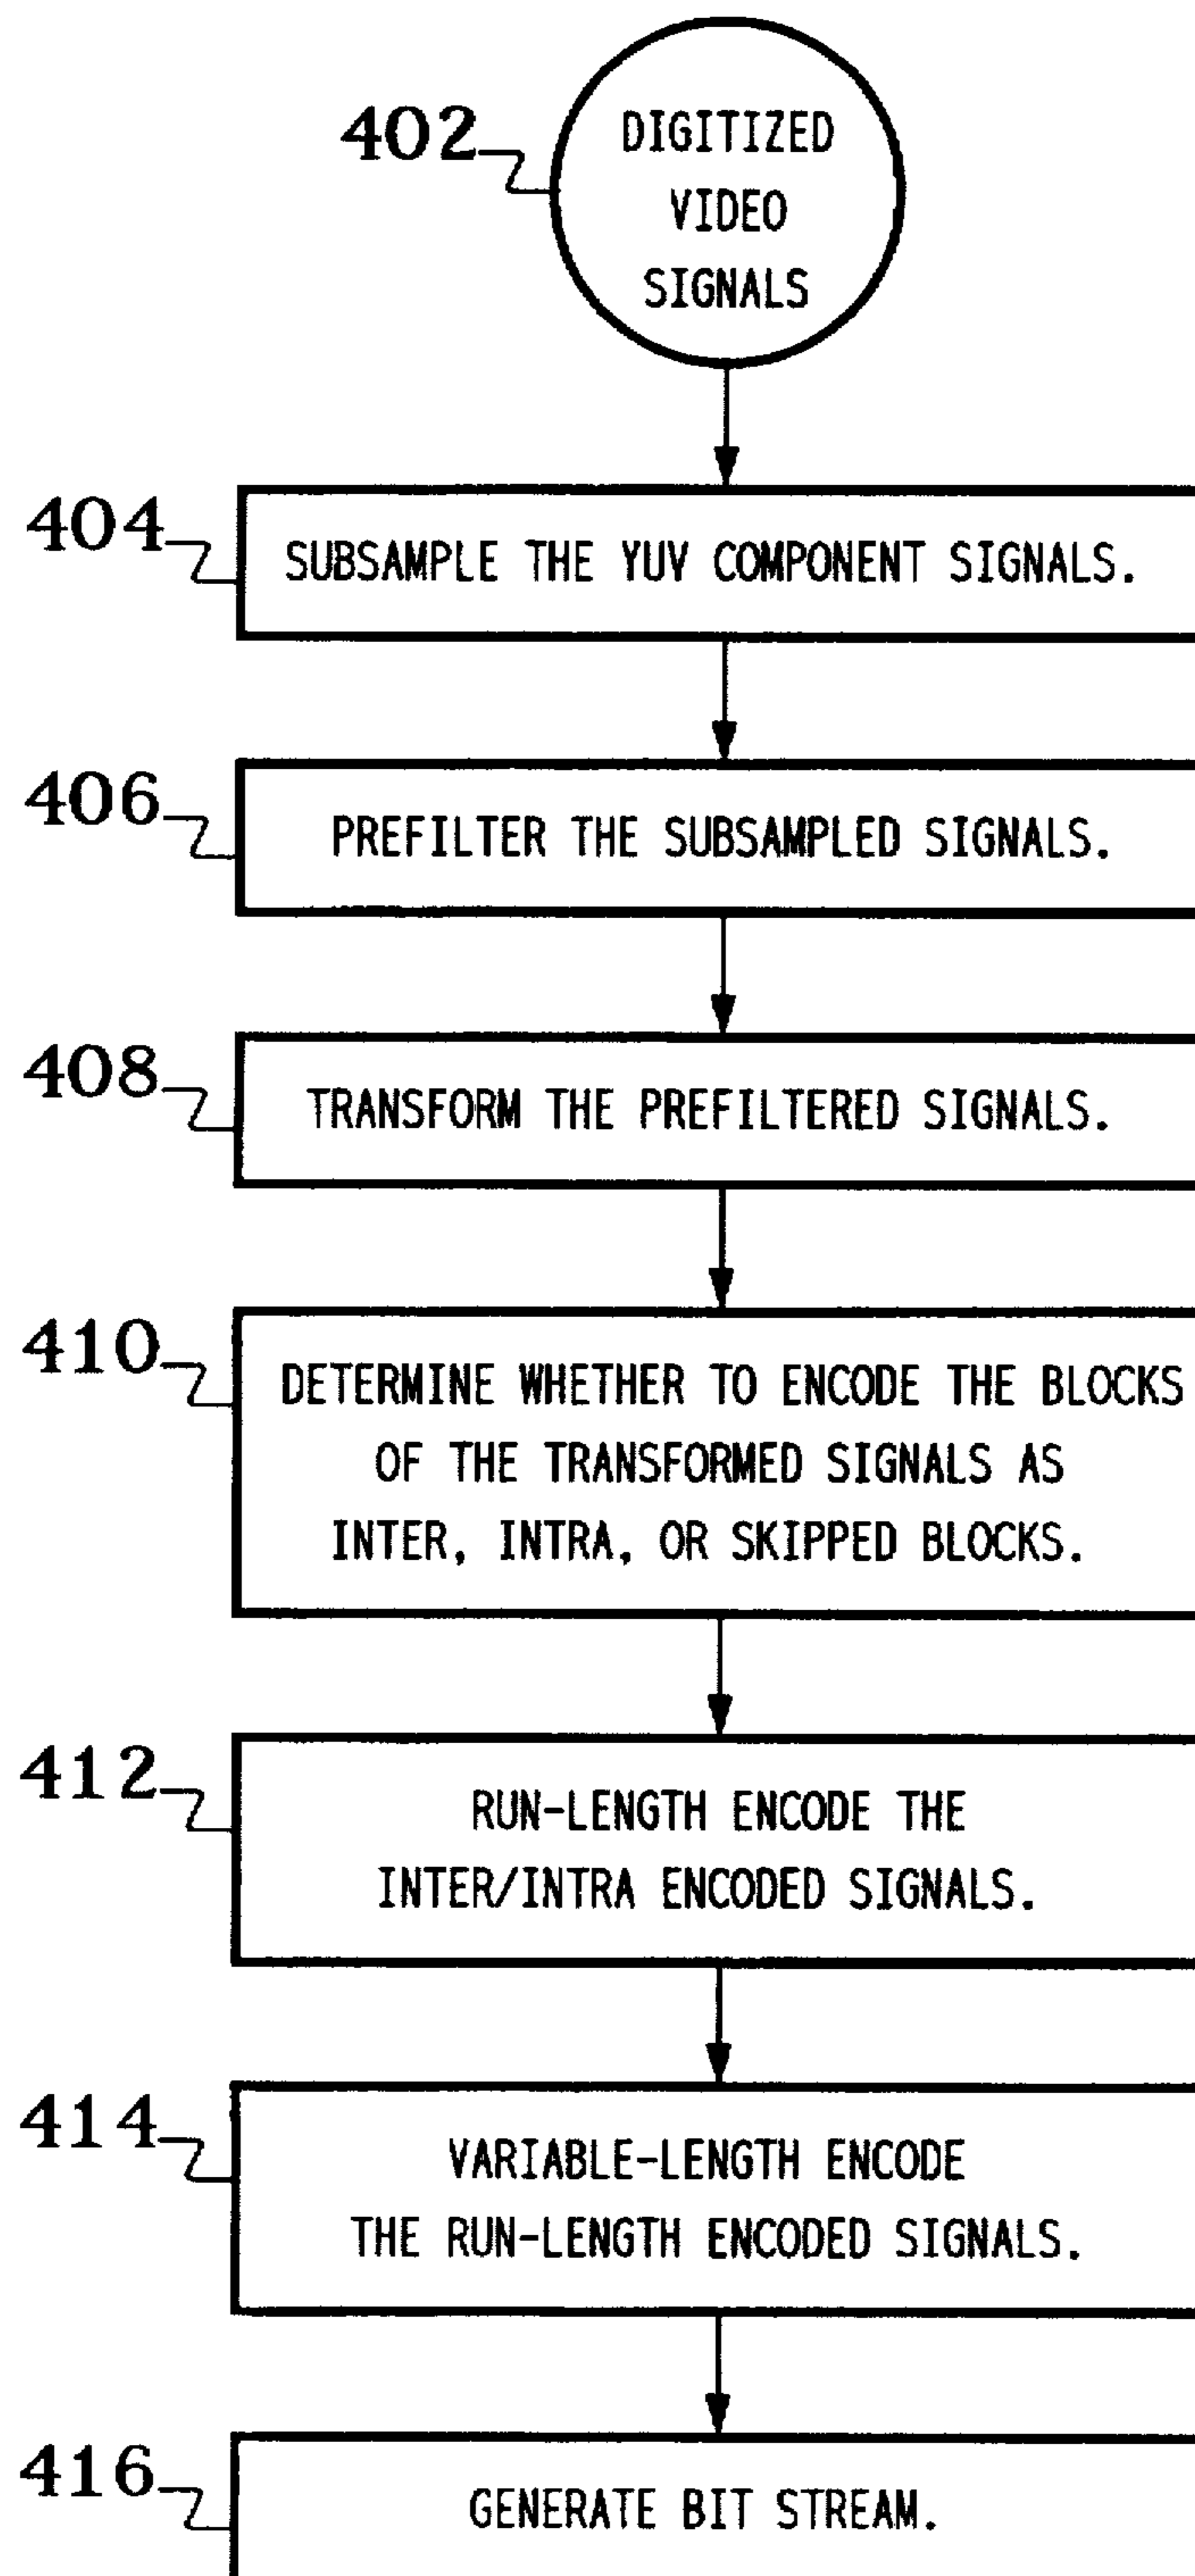 402
DIGITIZED
VIDEO
SIGNALS
404
SUBSAMPLE THE YUV COMPONENT SIGNALS.
406
PREFILTER THE SUBSAMPLED SIGNALS.
408
TRANSFORM THE PREFILTERED SIGNALS.
410
DETERMINE WHETHER TO ENCODE THE BLOCKS
OF THE TRANSFORMED SIGNALS AS
INTER, INTRA, OR SKIPPED BLOCKS.
412
RUN-LENGTH ENCODE THE
INTER/INTRA ENCODED SIGNALS.
414
VARIABLE-LENGTH ENCODE
THE RUN-LENGTH ENCODED SIGNALS.
416
GENERATE BIT STREAM.